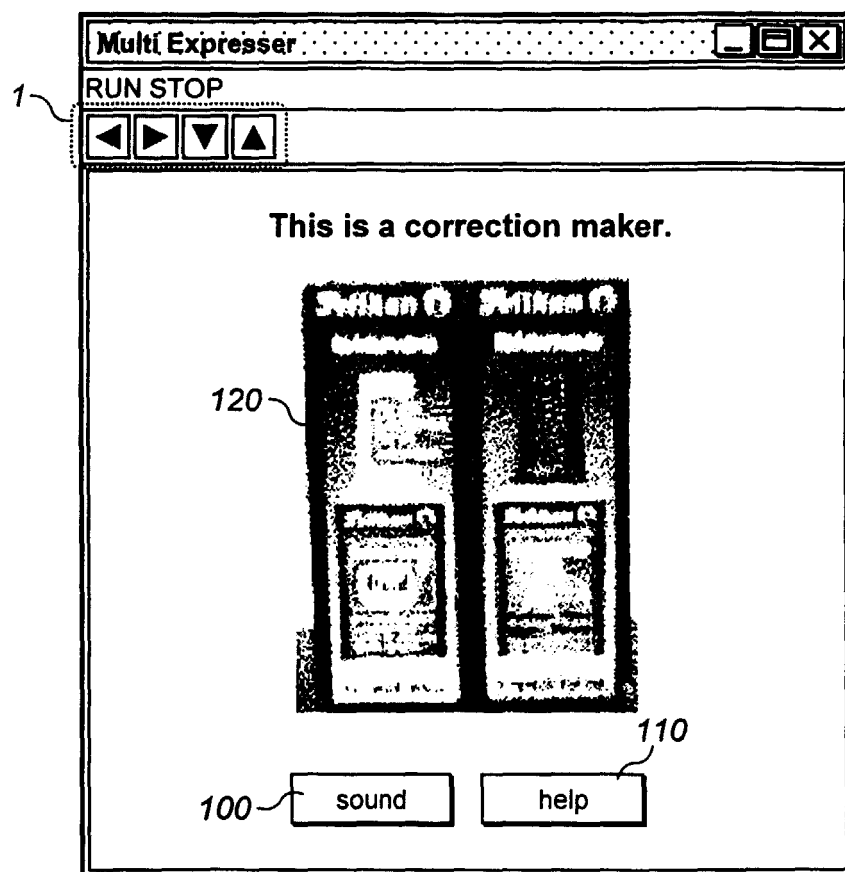 Multi Expresser
RUN STOP
1
This is a correction maker.
120
110
100
sound
help